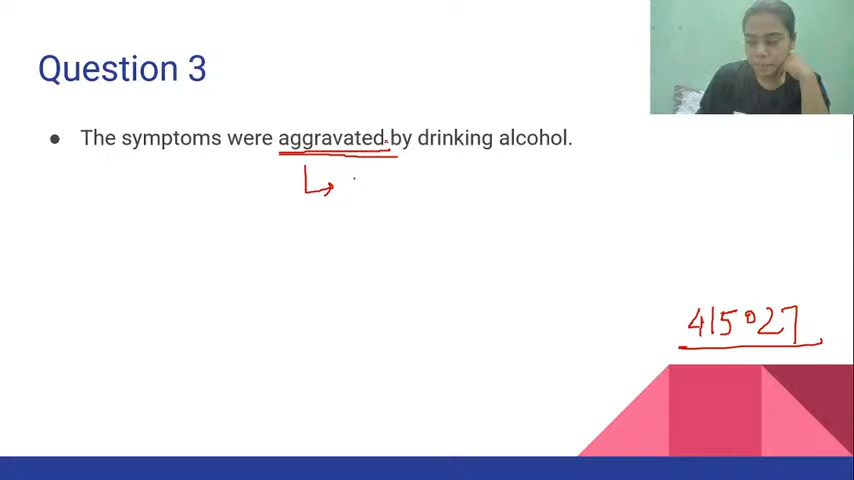 Question 3
● The symptoms were aggravated by drinking alcohol.
415027